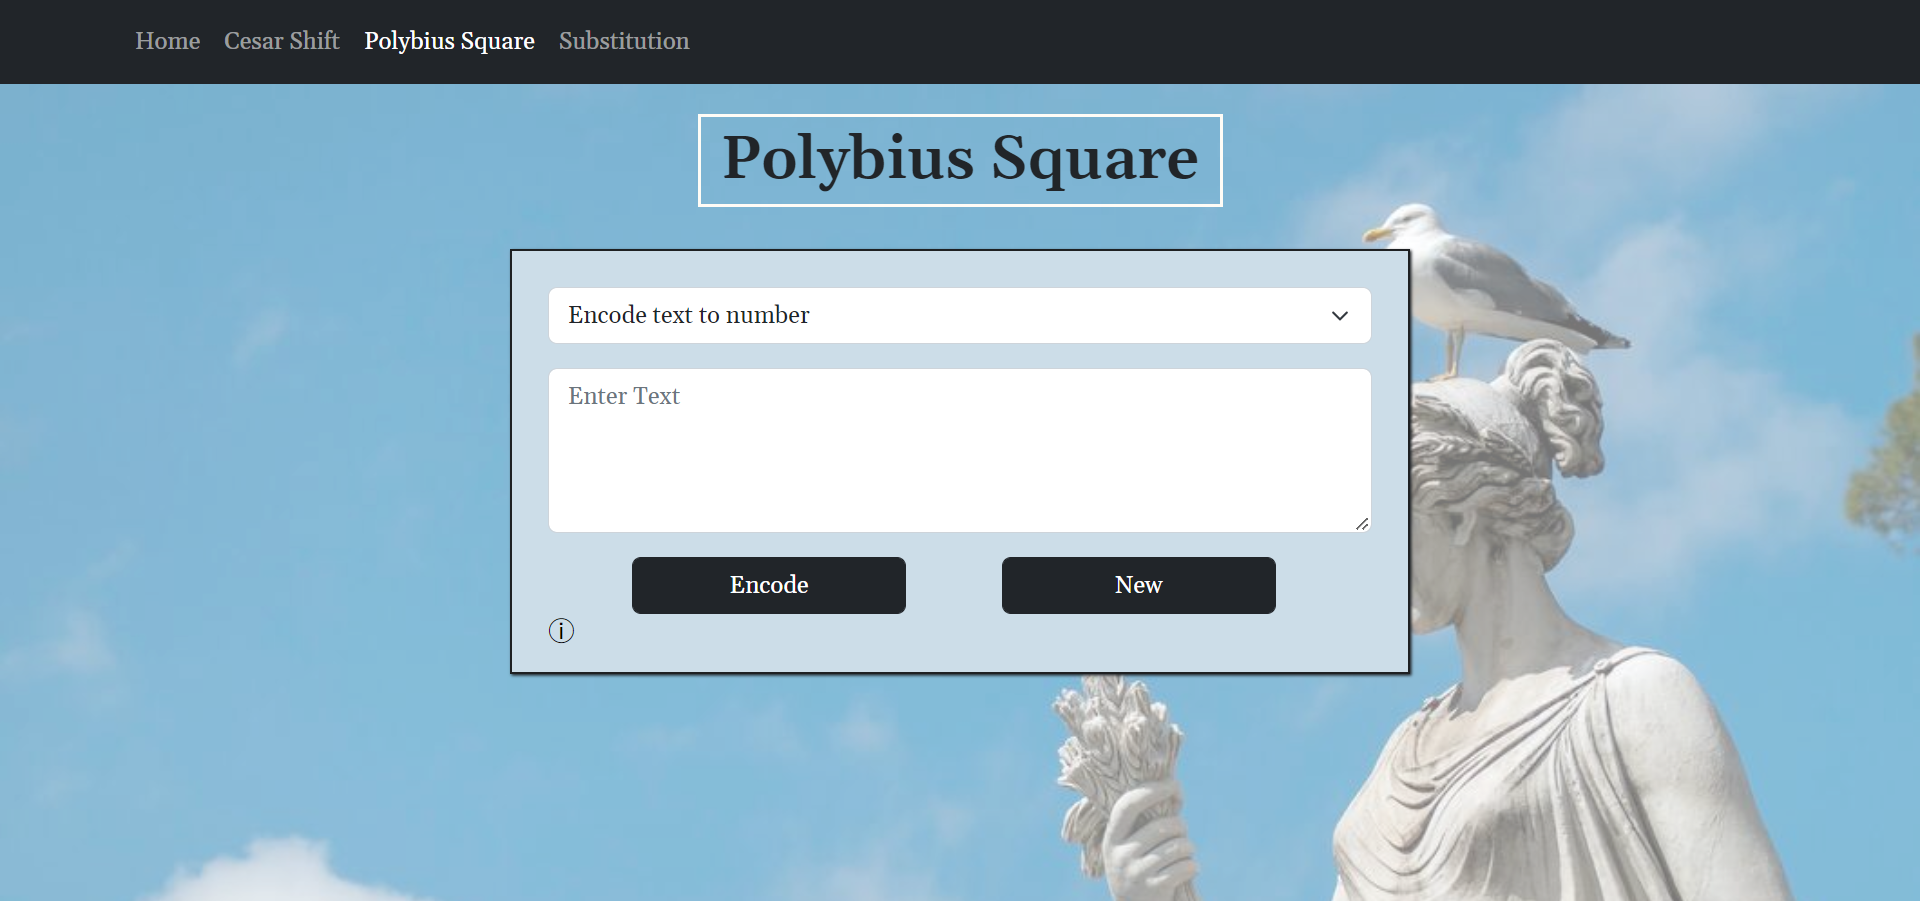 Home Cesar Shift Polybius Square Substitution
Polybius Square
Encode text to number
Enter Text
Encode New
ⓘ